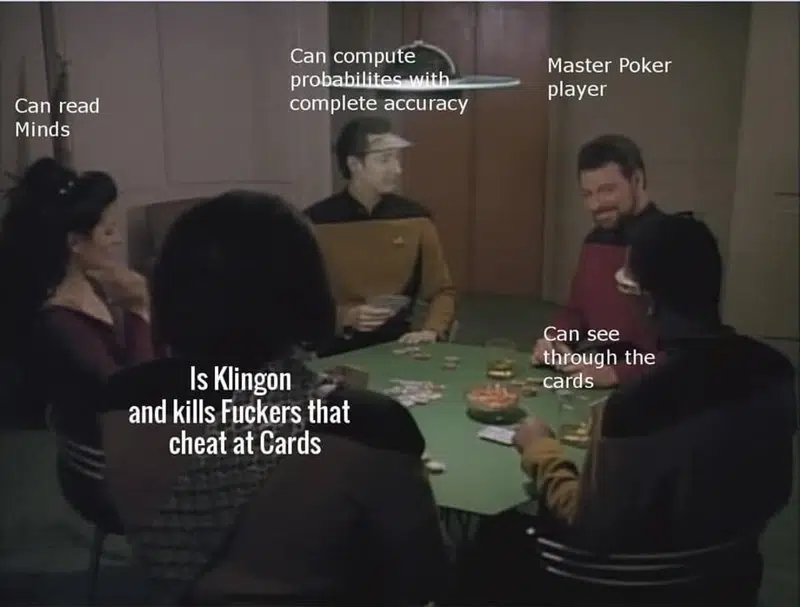 Can read
Minds
Can compute
probabilites with
complete accuracy
Master Poker
player
Can see
through the
cards
Is Klingon
and kills Fuckers that
cheat at Cards